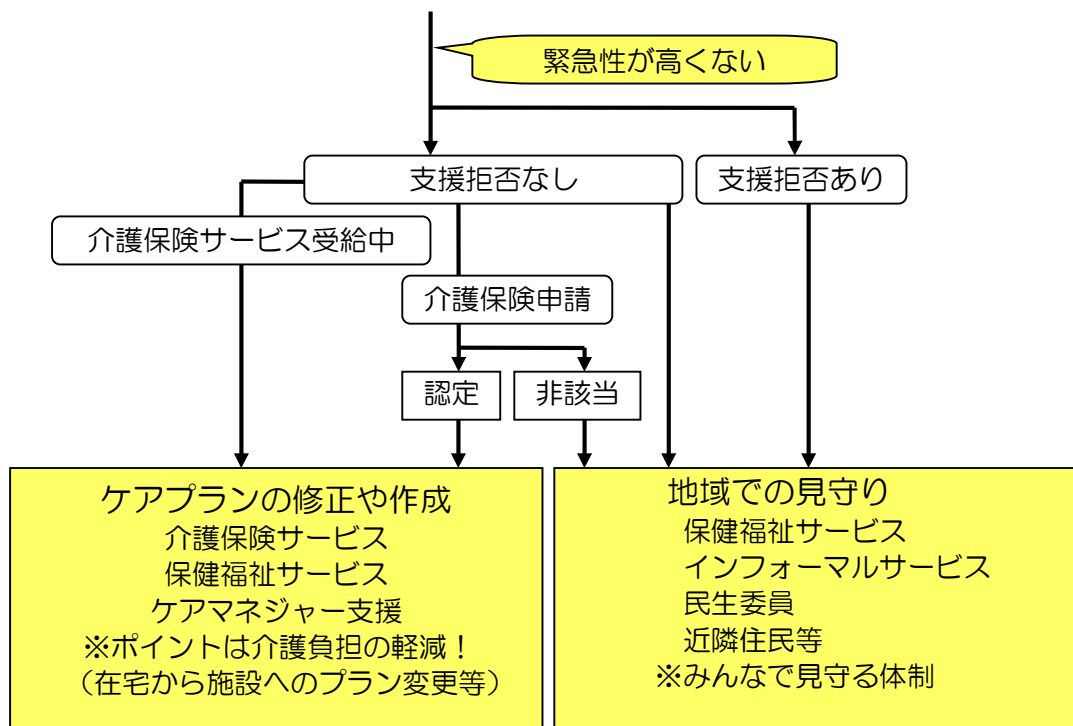 緊急性が高くない
支援拒否なし
支援拒否あり
介護保険サービス受給中
介護保険申請
認定
非該当
ケアプランの修正や作成
介護保険サービス
保健福祉サービス
ケアマネジャー支援
※ポイントは介護負担の軽減！
（在宅から施設へのプラン変更等）
地域での見守り
保健福祉サービス
インフォーマルサービス
民生委員
近隣住民等
※みんなで見守る体制